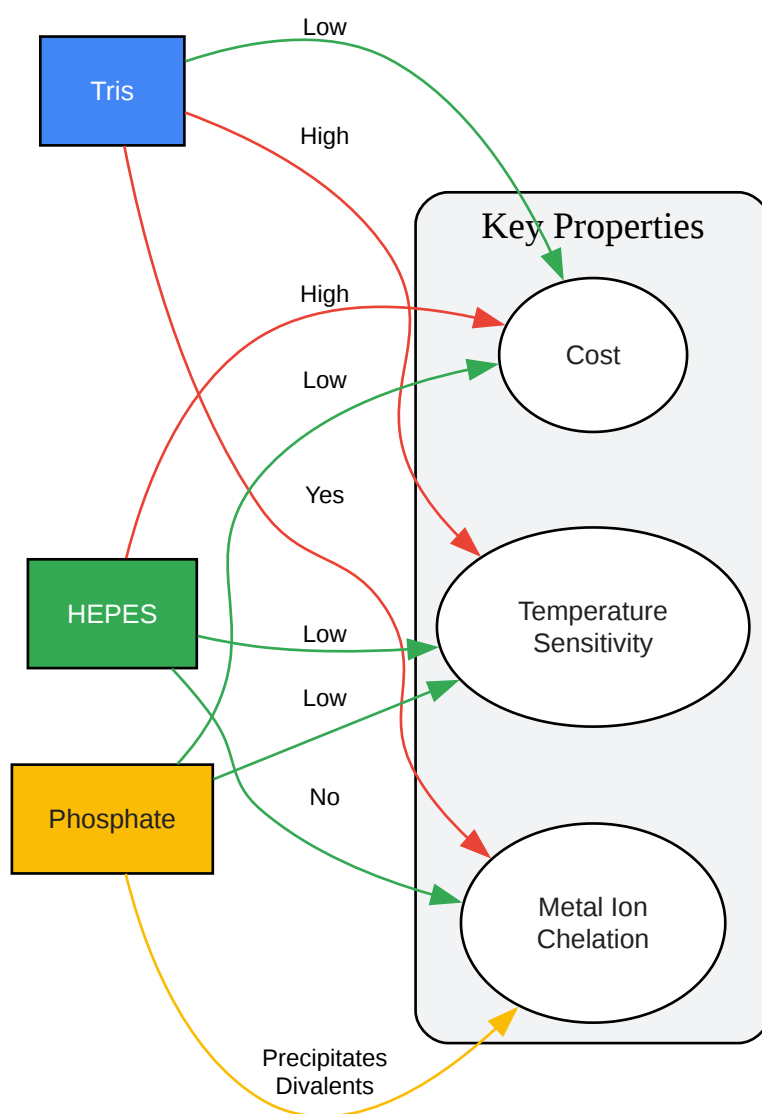 Low
Tris
High
Key Properties
High
Cost
Low
Yes
HEPES
Temperature
Sensitivity
Low
Low
No
Phosphate
Metal Ion
Chelation
Precipitates
Divalents